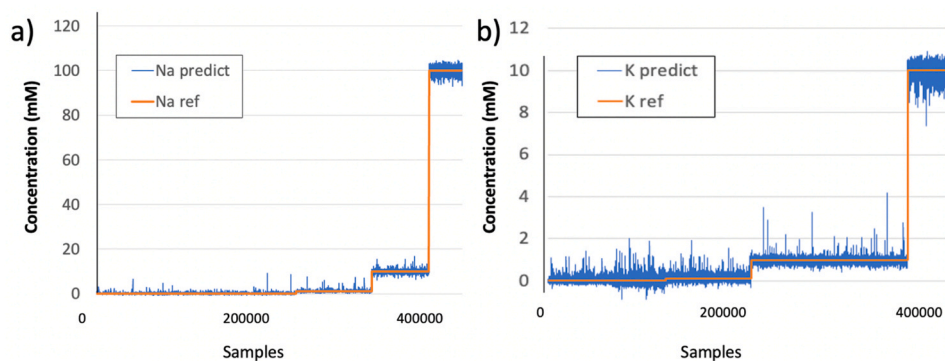 a)
Concentration (mM)
120
100
80
60
40
20
0
Na predict
Na ref
0
200000
400000
Samples
b)
Concentration (mM)
12
10
8
6
4
2
0
K predict
K ref
0
200000
400000
Samples